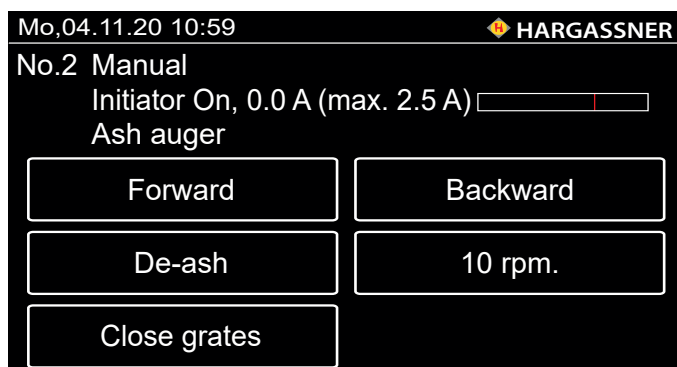 Mo,04.11.20 10:59 HARGASSNER
No.2 Manual
Initiator On, 0.0 A (max. 2.5 A)
Ash auger
Forward Backward
De-ash 10 rpm.
Close grates